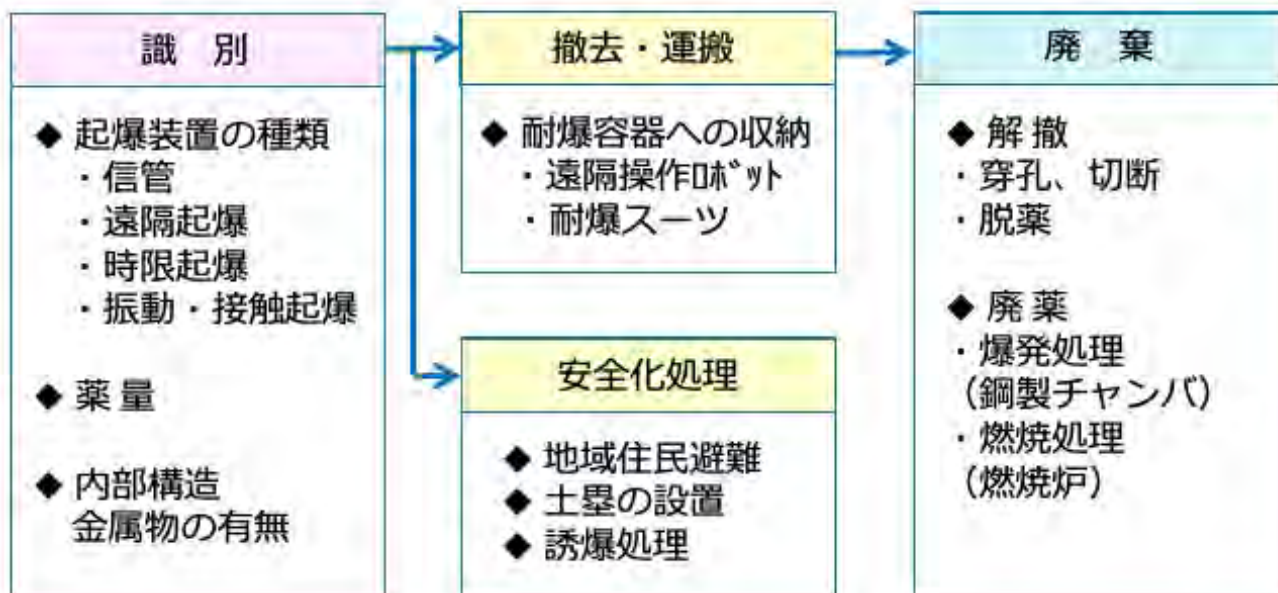 識 別
◆ 起爆装置の種類
・信管
・遠隔起爆
・時限起爆
・振動・接触起爆
◆ 薬 量
◆ 内部構造
金属物の有無
撤去・運搬
◆ 耐爆容器への収納
・遠隔操作ﾛﾎﾞｯﾄ
・耐爆スーツ
安全化処理
◆ 地域住民避難
◆ 土塁の設置
◆ 誘爆処理
廃 棄
◆ 解 撤
・穿孔、切断
・脱薬
◆ 廃 薬
・爆発処理
（鋼製チャンバ）
・燃焼処理
（燃焼炉）